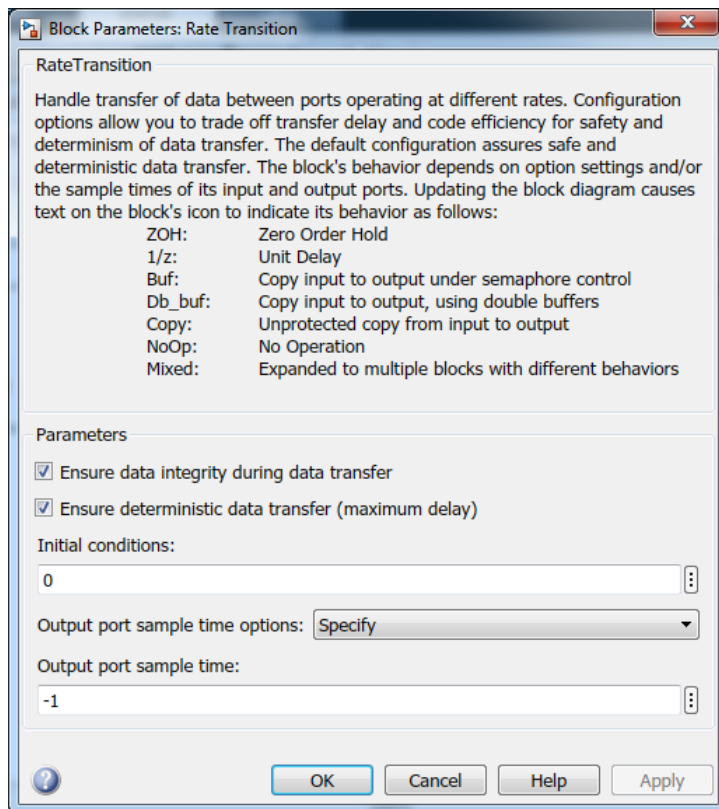 Block Parameters: Rate Transition
RateTransition
Handle transfer of data between ports operating at different rates. Configuration
options allow you to trade off transfer delay and code efficiency for safety and
determinism of data transfer. The default configuration assures safe and
deterministic data transfer. The block's behavior depends on option settings and/or
the sample times of its input and output ports. Updating the block diagram causes
text on the block's icon to indicate its behavior as follows:
ZOH: Zero Order Hold
1/z: Unit Delay
Buf: Copy input to output under semaphore control
Db_buf: Copy input to output, using double buffers
Copy: Unprotected copy from input to output
NoOp: No Operation
Mixed: Expanded to multiple blocks with different behaviors
Parameters
Ensure data integrity during data transfer
Ensure deterministic data transfer (maximum delay)
Initial conditions:
0
Output port sample time options: Specify
Output port sample time:
-1
OK Cancel Help Apply